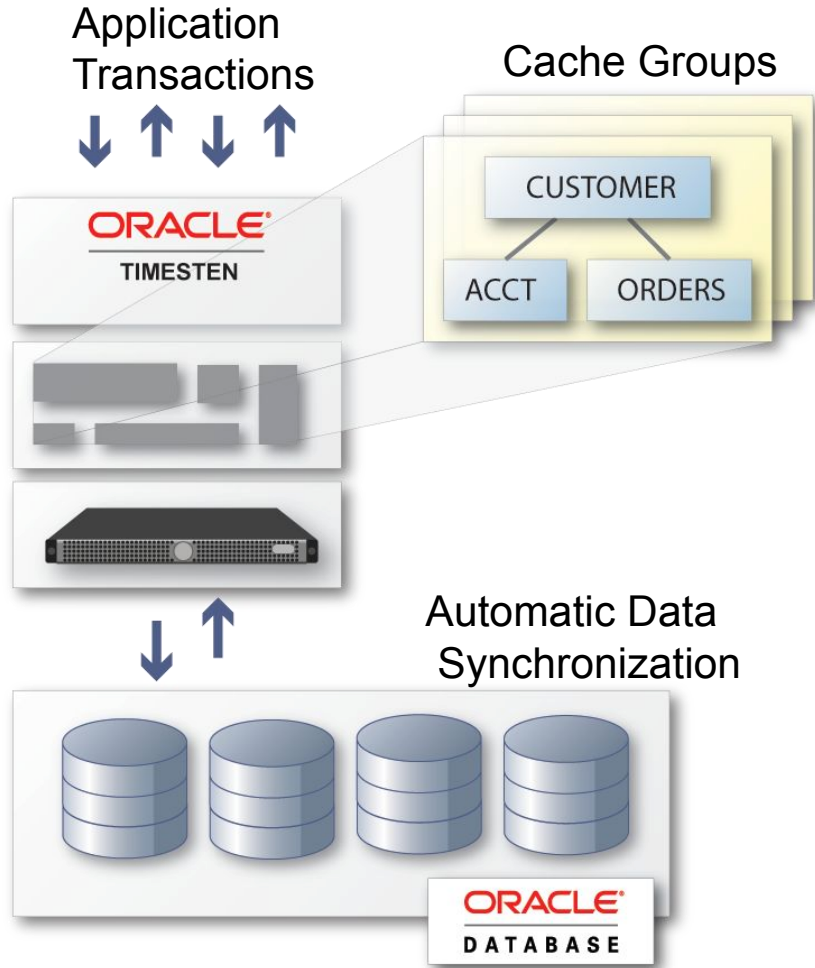 Application
Transactions
Cache Groups
CUSTOMER
ACCT
ORDERS
ORACLE®
TIMESTEN
Automatic Data
Synchronization
ORACLE®
DATABASE